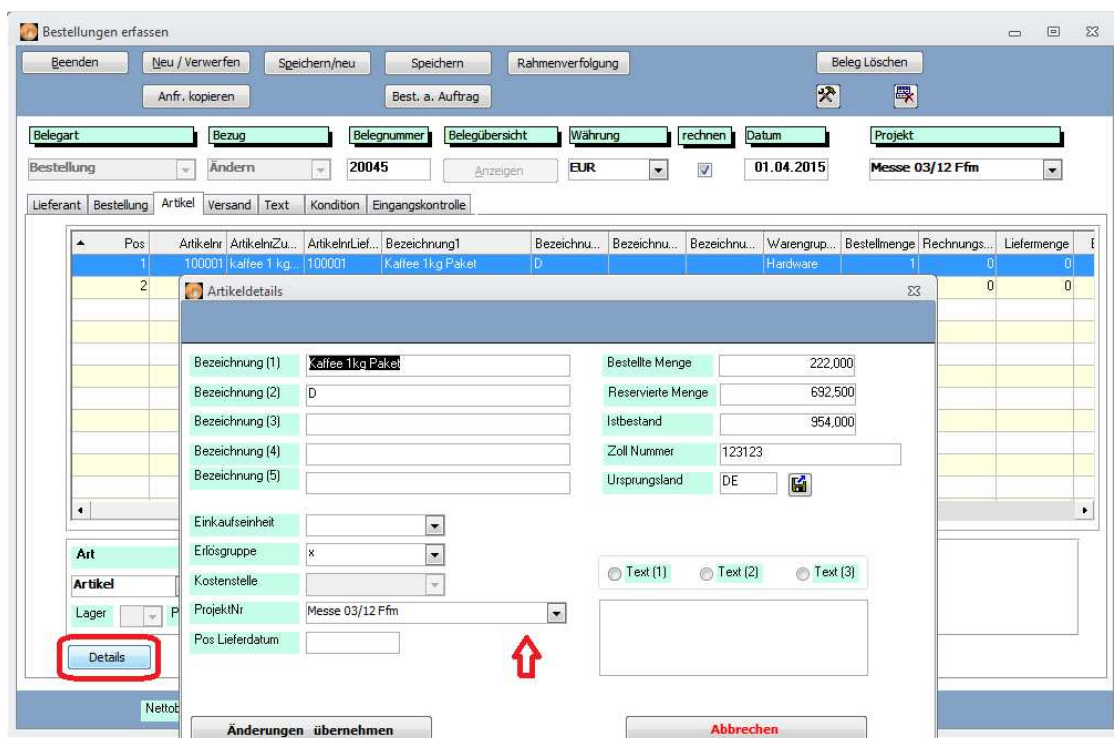 Bestellungen erfassen
Beenden Neu / Verwerfen Speichern/neu Speichern Rahmenverfolgung Beleg Löschen
Anfr. kopieren Best. a. Auftrag
Belegart Bezug Belegnummer Belegübersicht Währung rechnen Datum Projekt
Bestellung Ändern 20045 Anzeigen EUR 01.04.2015 Messe 03/12 Ffm
Lieferant Bestellung Artikel Versand Text Kondition Eingangskontrolle
Pos Artikelnr ArtikelnrZu... ArtikelnrLief... Bezeichnung1 Bezeichnu... Bezeichnu... Bezeichnu... Warengrup... Bestellmenge Rechnungs... Liefermenge
1 100001 kaffee 1 kg... 100001 Kaffee 1kg Paket D Hardware 1 0 0
2 0 0
Artikeldetails
Bezeichnung (1) Kaffee 1kg Paket Bestellte Menge 222,000
Bezeichnung (2) D Reservierte Menge 692,500
Bezeichnung (3) Istbestand 954,000
Bezeichnung (4) Zoll Nummer 123123
Bezeichnung (5) Ursprungsland DE
Einkaufseinheit
Art Erlösgruppe x
Artikel Kostenstelle Text (1) Text (2) Text (3)
Lager P ProjektNr Messe 03/12 Ffm
Pos Lieferdatum
Details
Nettob
Änderungen übernehmen Abbrechen